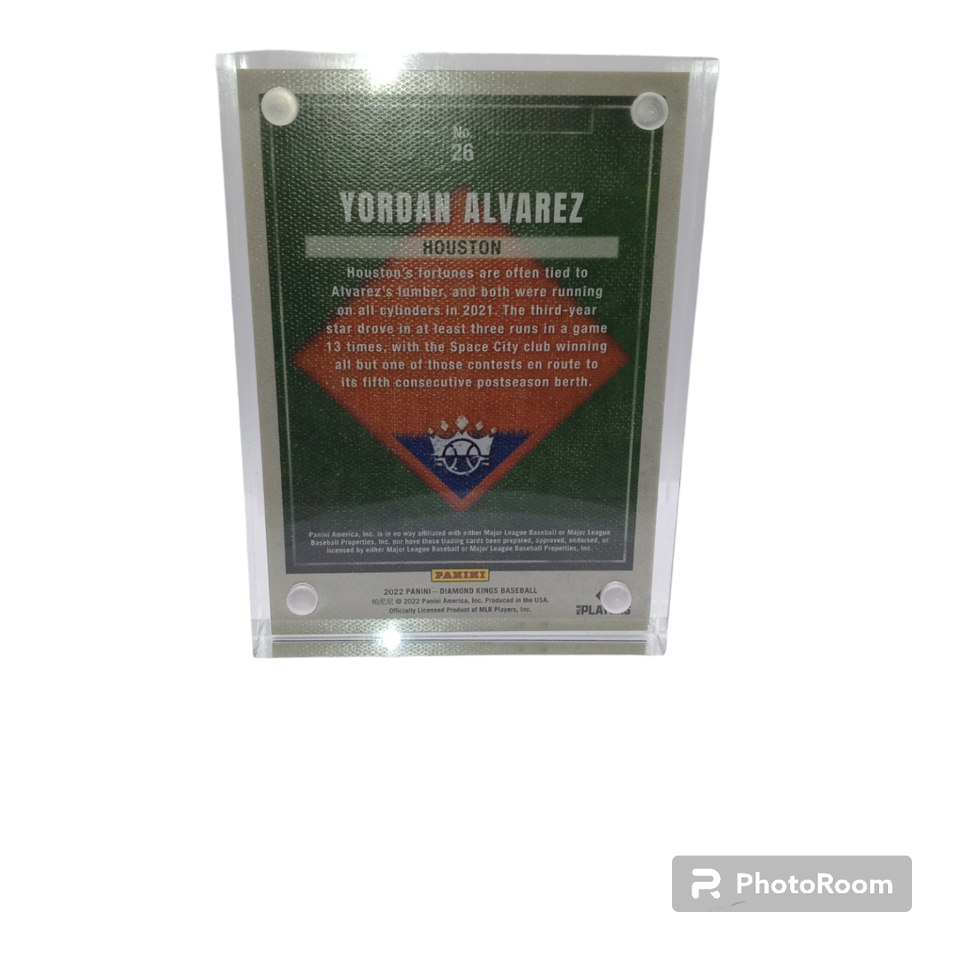 No.
26
YORDAN ALVAREZ
HOUSTON
Houston's fortunes are often tied to
Alvarez's lumber, and both were running
on all cylinders in 2021. The third-year
star drove in at least three runs in a game
13 times, with the Space City club winning
all but one of those contests en route to
its fifth consecutive postseason berth.
Panini America, Inc. is in no way affiliated with either Major League Baseball or Major League
Baseball Properties, Inc. nor have these trading cards been prepared, approved, endorsed, or
licensed by either Major League Baseball or Major League Baseball Properties, Inc.
PANINI
2022 PANINI – DIAMOND KINGS BASEBALL
帕尼尼 © 2022 Panini America, Inc. Produced in the USA.
Officially Licensed Product of MLB Players, Inc.
PhotoRoom